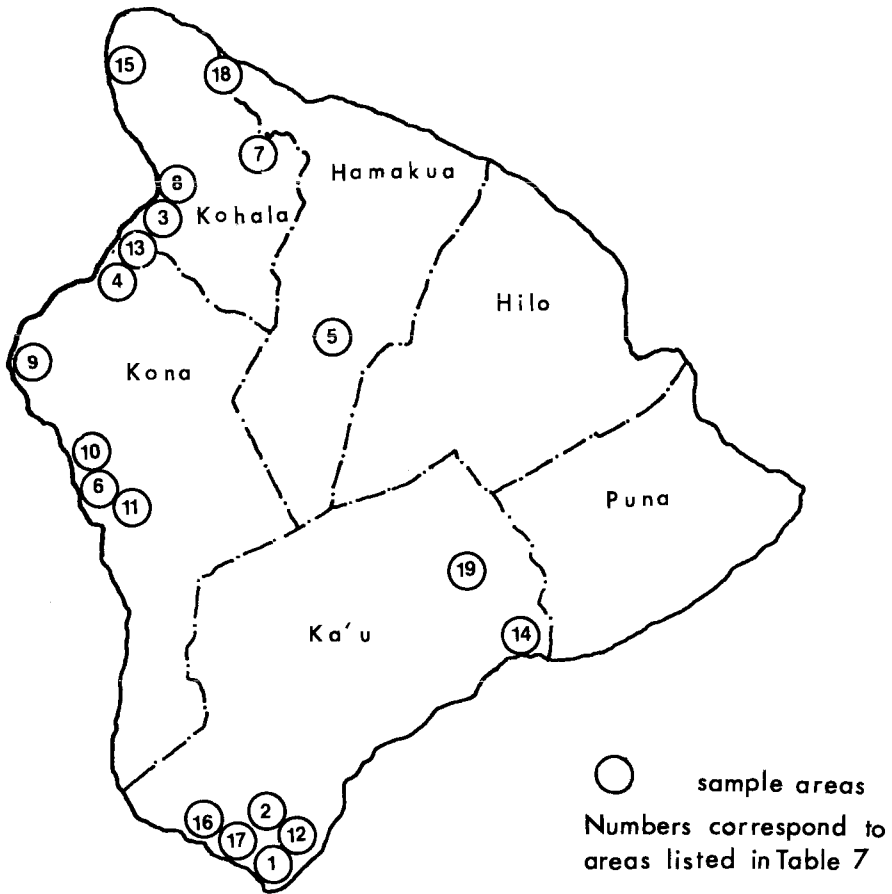 15
18
7
Hamakua
8
3
Kohala
13
4
5
Hilo
9
Kona
10
6
11
Puna
19
14
Ka'u
sample areas
2
16
12
17
1
Numbers correspond to
areas listed in Table 7